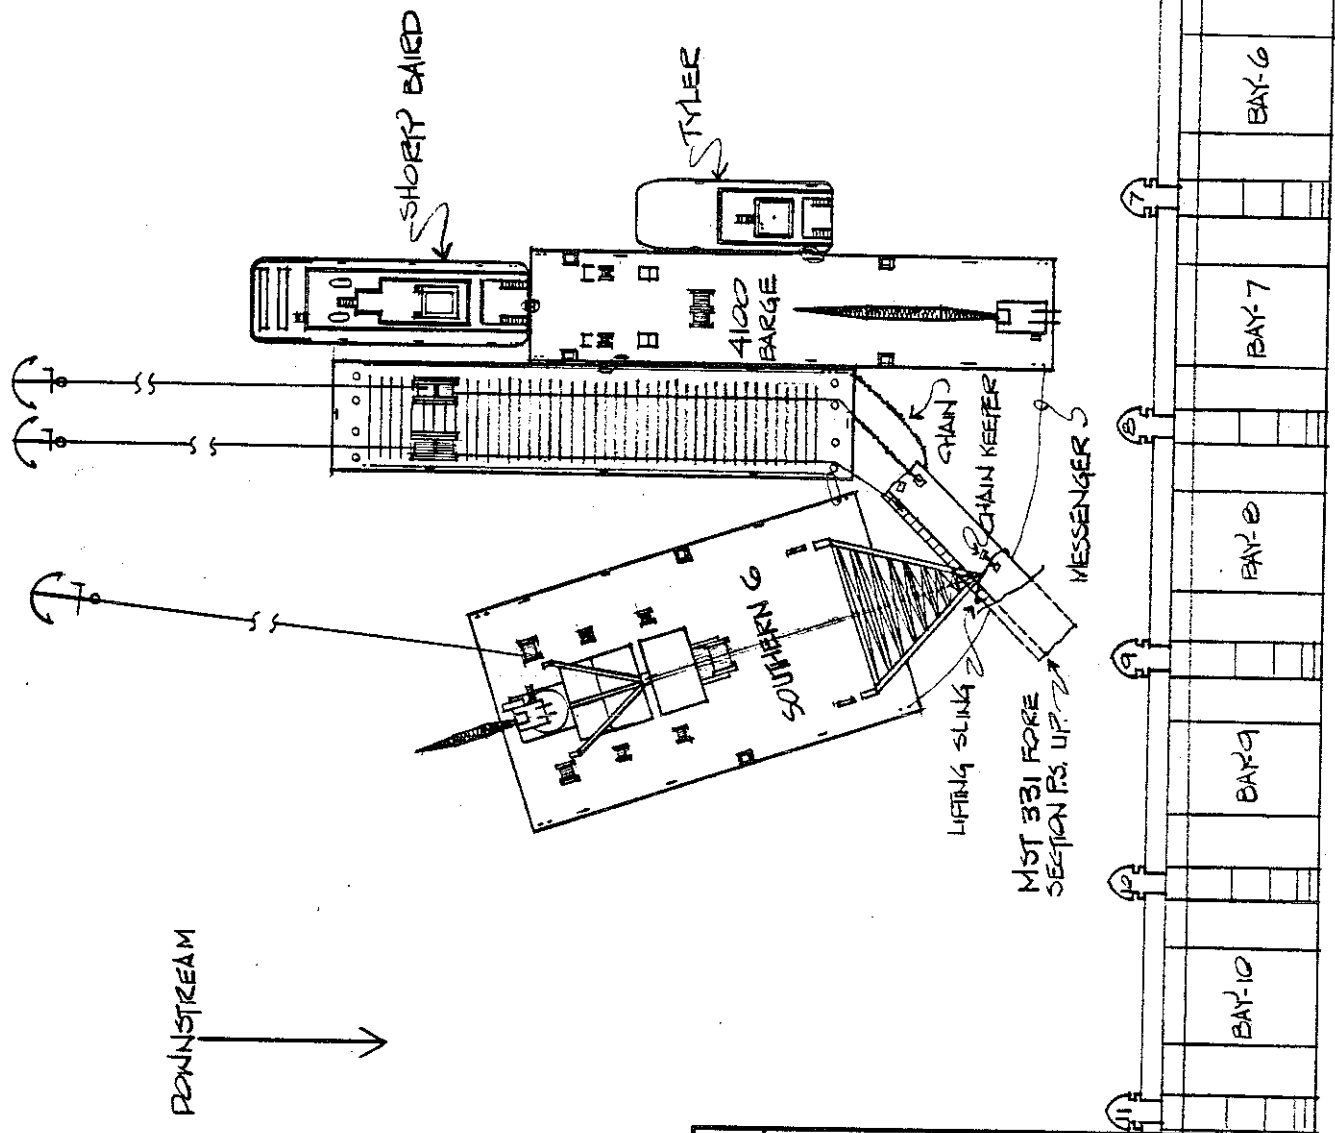 DOWNSTREAM
SHORTY BAIRD
TYLER
4100
BARGE
SOUTHERN 6
CHAIN
CHAIN KEEPER
MESSENGER
LIFTING SLING
MST 331 FORE
SECTION P.S. UP.
7
8
9
10
11
BAY-6
BAY-7
BAY-8
BAY-9
BAY-10